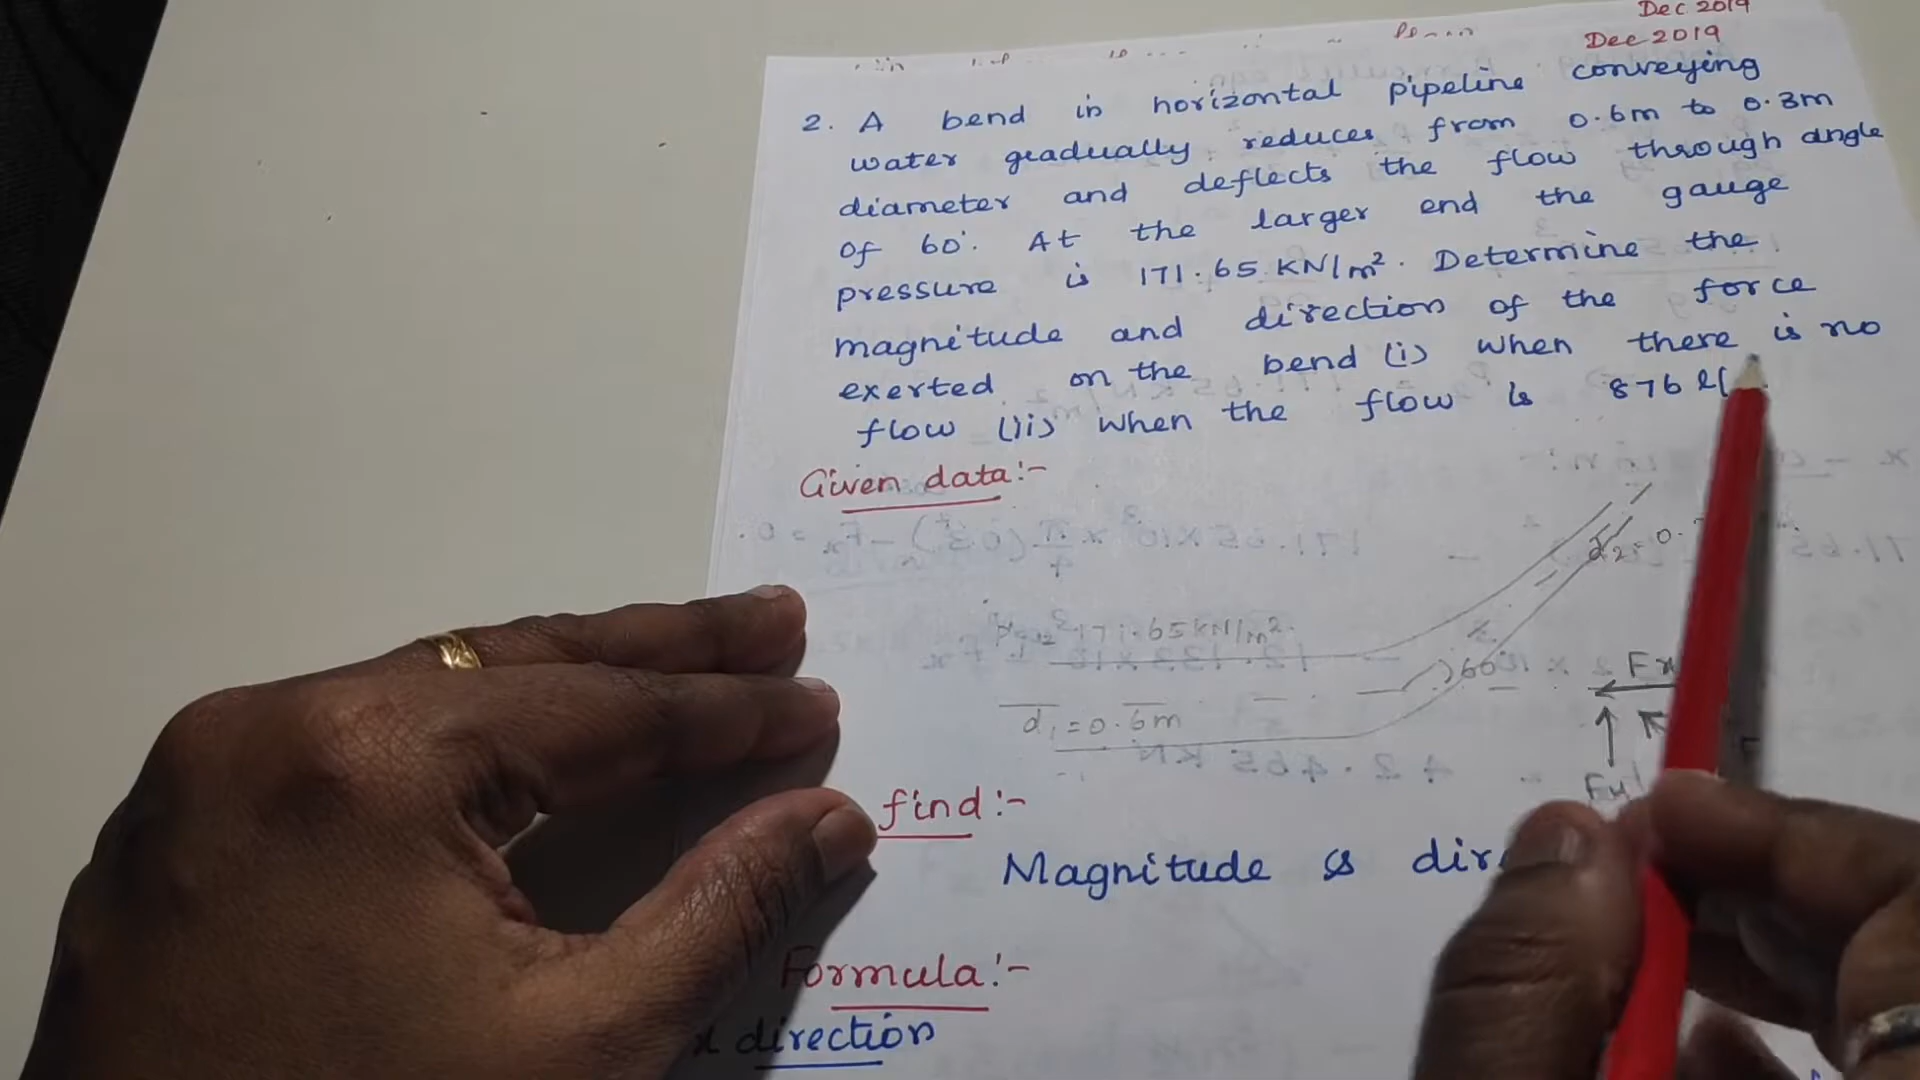 Dec 2019
Dec 2019
2. A bend in horizontal pipeline conveying
water gradually reduces from 0.6m to 0.3m
diameter and deflects the flow through angle
of 60°. At the larger end the gauge
pressure is 171.65 KN/m². Determine the
magnitude and direction of the force
exerted on the bend (i) when there is no
flow (ii) when the flow is 876 l
Given data:-
d₂ = 0.
171.65KN/m²
60°
d₁ = 0.6m
Fx
Fy
find:-
Magnitude & dire
Formula:-
x direction